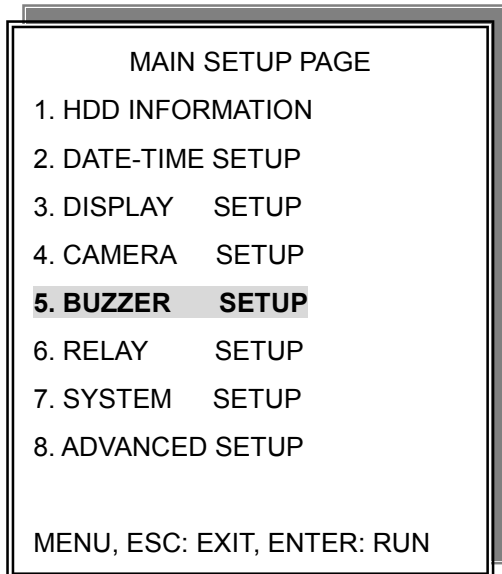 MAIN SETUP PAGE
1. HDD INFORMATION
2. DATE-TIME SETUP
3. DISPLAY SETUP
4. CAMERA SETUP
5. BUZZER SETUP
6. RELAY SETUP
7. SYSTEM SETUP
8. ADVANCED SETUP
MENU, ESC: EXIT, ENTER: RUN